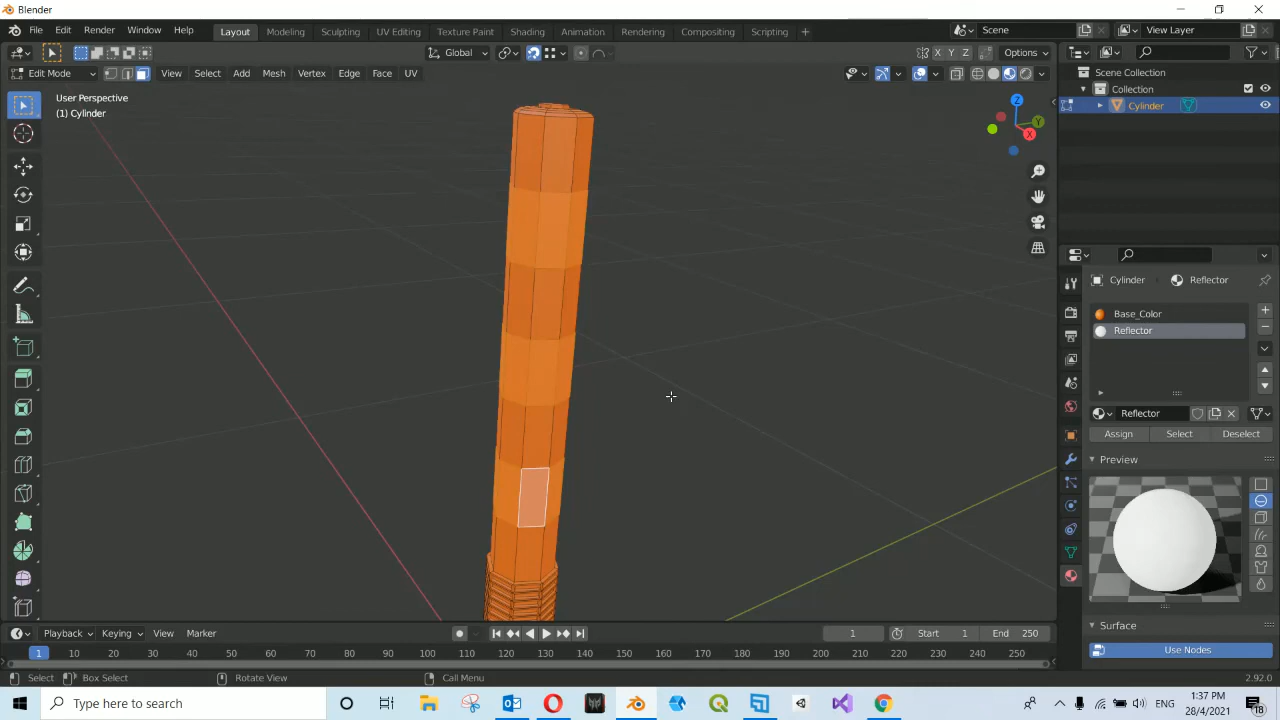 Blender
File Edit Render Window Help Layout Modeling Sculpting UV Editing Texture Paint Shading Animation Rendering Compositing Scripting + Scene View Layer
Global X Y Z Options
Edit Mode View Select Add Mesh Vertex Edge Face UV
User Perspective
(1) Cylinder
Z
Y
X
Scene Collection
Collection
Cylinder
Cylinder Reflector
Base_Color
Reflector
Reflector
Assign Select Deselect
Preview
Surface
Use Nodes
Playback Keying View Marker 1 Start 1 End 250
1 10 20 30 40 50 60 70 80 90 100 110 120 130 140 150 160 170 180 190 200 210 220 230 240 250
Select Box Select Rotate View Call Menu 2.92.0
Type here to search
ENG
1:37 PM
28/4/2021
18